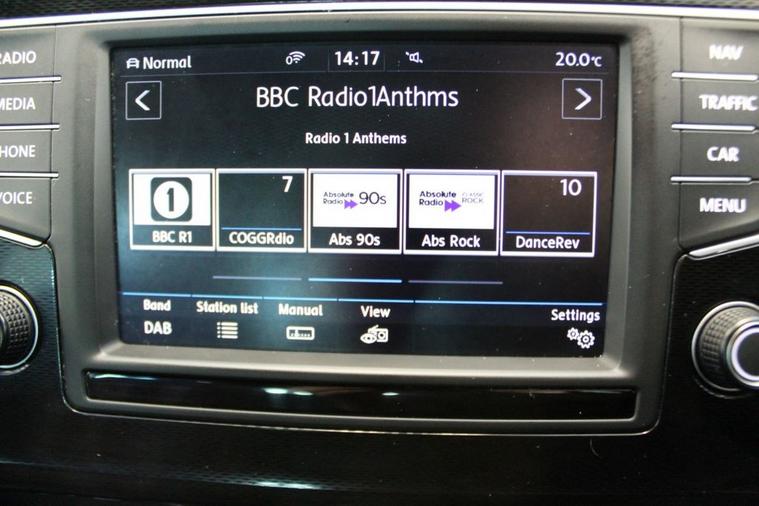 RADIO
MEDIA
PHONE
VOICE
Normal 14:17 20.0°C
BBC Radio1Anthms
Radio 1 Anthems
1 7 Absolute Radio 90s Absolute Radio CLASSIC ROCK 10
BBC R1 COGGRdio Abs 90s Abs Rock DanceRev
Band Station list Manual View Settings
DAB
NAV
TRAFFIC
CAR
MENU